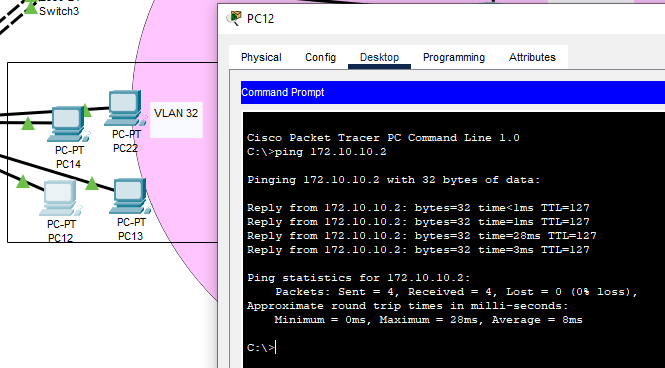 Switch3
PC12
Physical Config Desktop Programming Attributes
Command Prompt
Cisco Packet Tracer PC Command Line 1.0
C:\>ping 172.10.10.2
Pinging 172.10.10.2 with 32 bytes of data:
Reply from 172.10.10.2: bytes=32 time<1ms TTL=127
Reply from 172.10.10.2: bytes=32 time=1ms TTL=127
Reply from 172.10.10.2: bytes=32 time=28ms TTL=127
Reply from 172.10.10.2: bytes=32 time=3ms TTL=127
Ping statistics for 172.10.10.2:
Packets: Sent = 4, Received = 4, Lost = 0 (0% loss),
Approximate round trip times in milli-seconds:
Minimum = 0ms, Maximum = 28ms, Average = 8ms
C:\>
VLAN 32
PC-PT
PC22
PC-PT
PC14
PC-PT
PC12
PC-PT
PC13